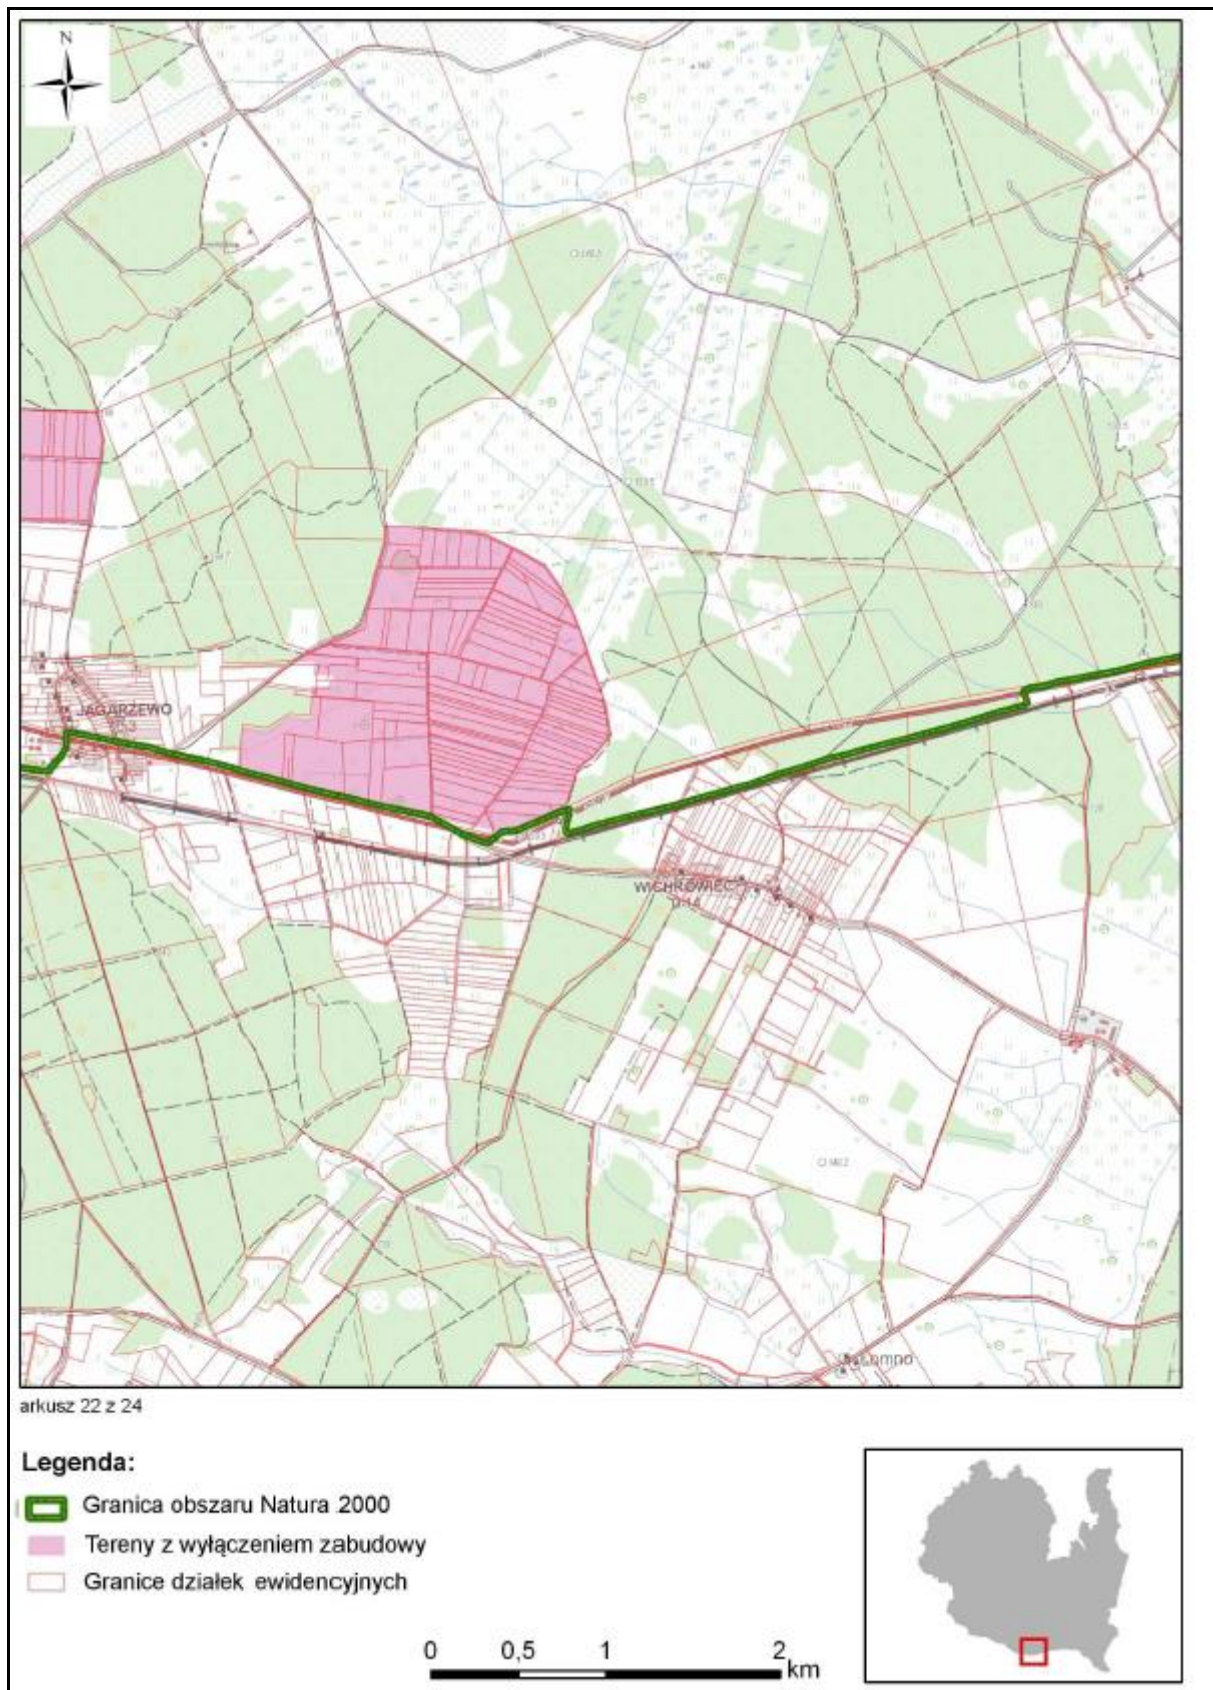 N
JAGARZEWO
WICHROWIEC
arkusz 22 z 24
Legenda:
Granica obszaru Natura 2000
Tereny z wyłączeniem zabudowy
Granice działek ewidencyjnych
0 0,5 1 2
km